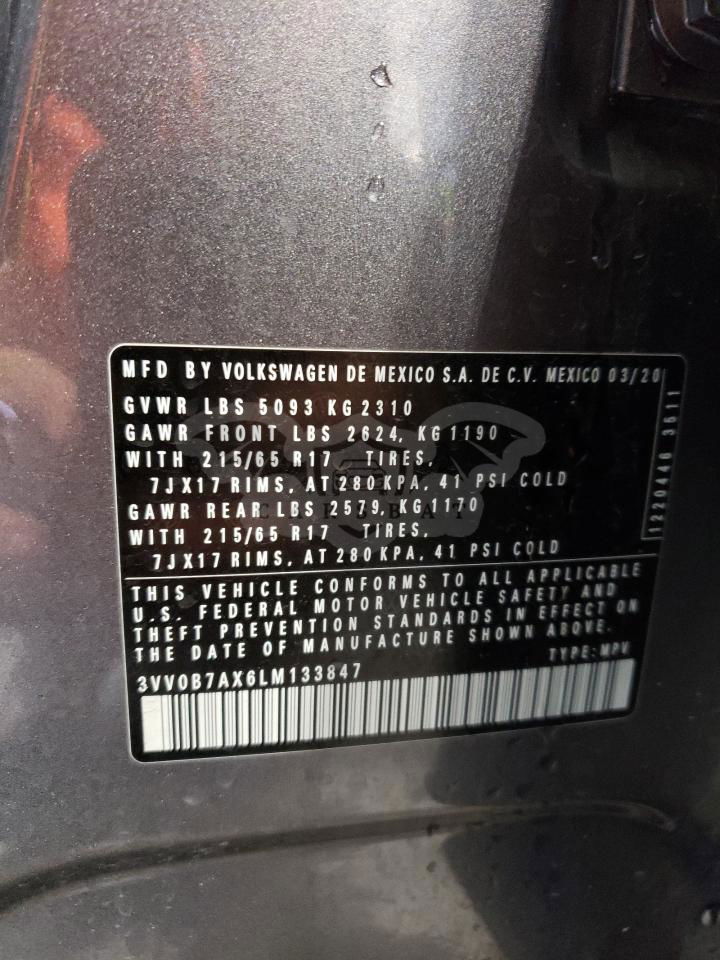 MFD BY VOLKSWAGEN DE MEXICO S.A. DE C.V. MEXICO 03/20
GVWR LBS 5093 KG 2310
GAWR FRONT LBS 2624, KG 1190
WITH 215/65 R17 TIRES,
7JX17 RIMS, AT 280 KPA, 41 PSI COLD
GAWR REAR LBS 2579, KG 1170
WITH 215/65 R17 TIRES,
7JX17 RIMS, AT 280 KPA, 41 PSI COLD
1220446 3511
THIS VEHICLE CONFORMS TO ALL APPLICABLE
U.S. FEDERAL MOTOR VEHICLE SAFETY AND
THEFT PREVENTION STANDARDS IN EFFECT ON
THE DATE OF MANUFACTURE SHOWN ABOVE.
TYPE: MPV
3VV0B7AX6LM133847